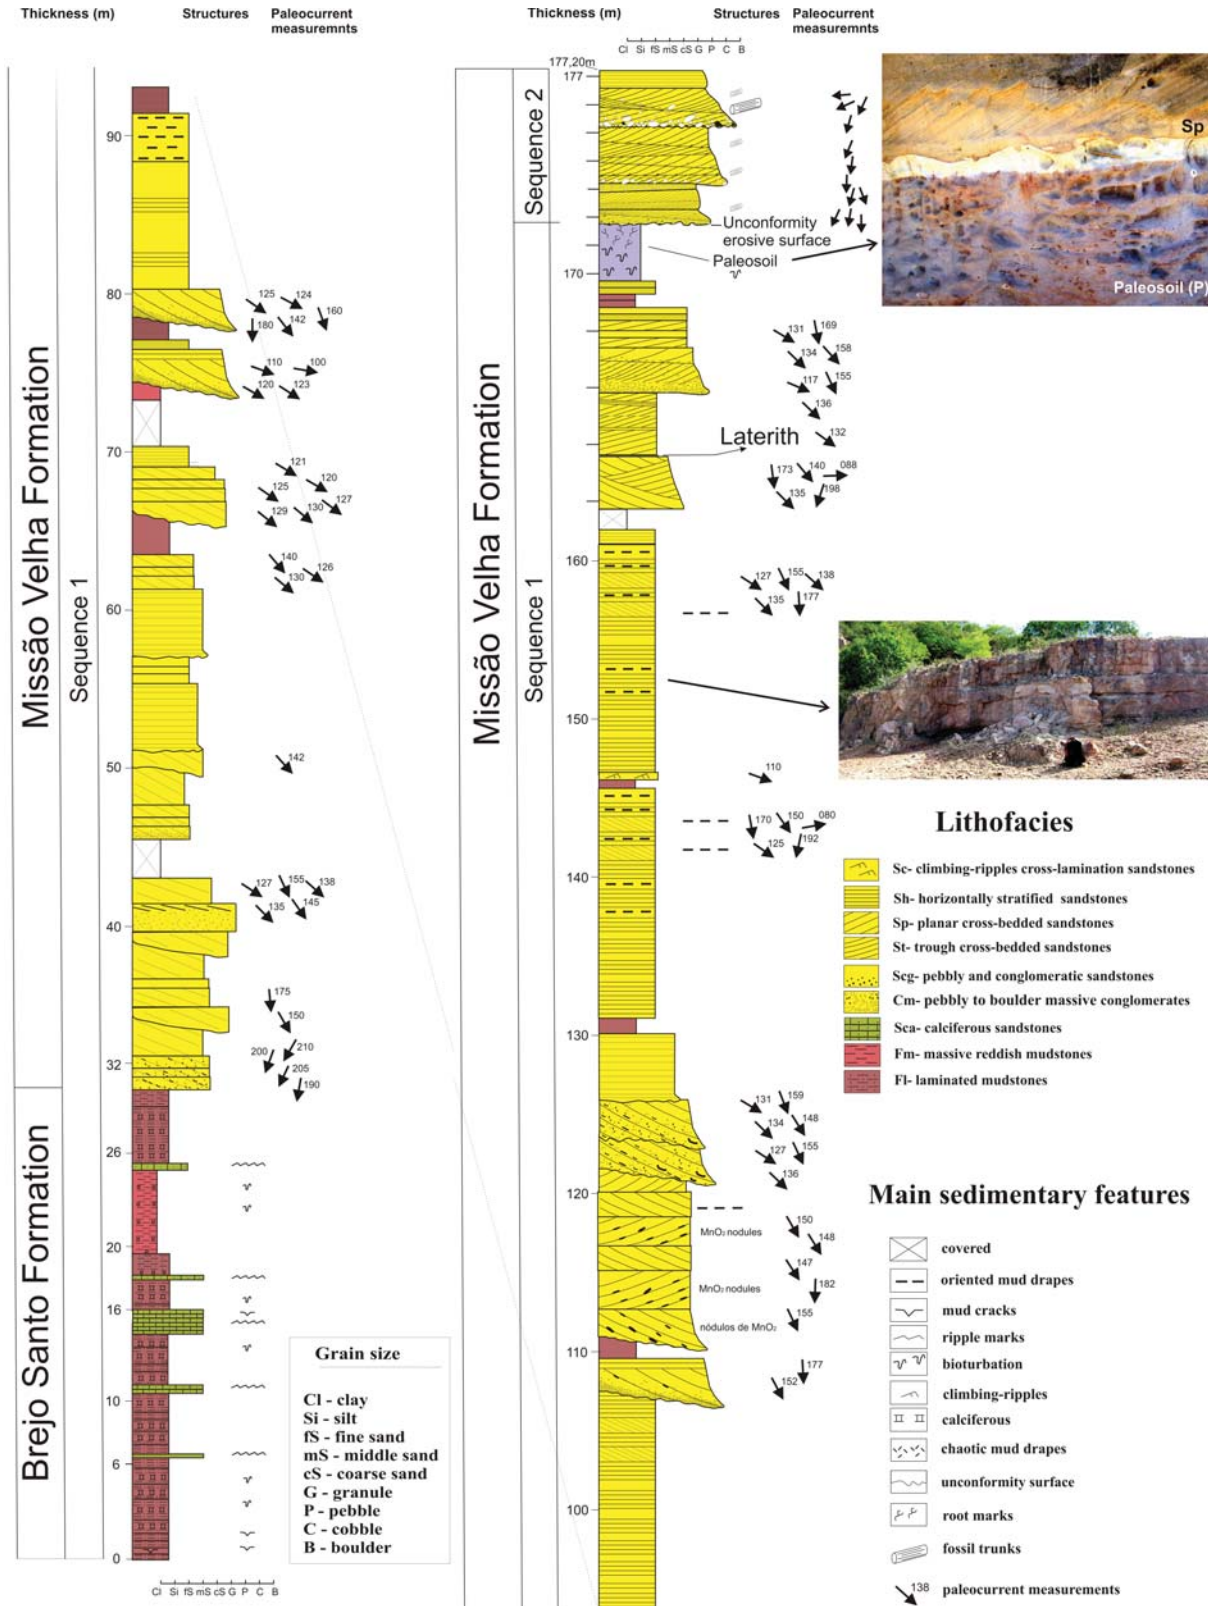 Thickness (m) Structures Paleocurrent
measuremnts
Thickness (m) Structures Paleocurrent
measuremnts
Missão Velha Formation
Sequence 1
Brejo Santo Formation
90
80
125 124
160
180 142
110 100
120 123
70
121
120
125
127
129 130
140
126
130
60
50
142
127 155 138
135 145
40
175
150
200 210
205
190
32
26
20
16
10
6
0
Cl Si fS mS cS G P C B
Grain size
Cl - clay
Si - silt
fS - fine sand
mS - middle sand
cS - coarse sand
G - granule
P - pebble
C - cobble
B - boulder
Missão Velha Formation
Sequence 2
Sequence 1
Cl Si fS mS cS G P C B
177,20m
177
Unconformity
erosive surface
Paleosoil
170
131 169
134 158
117 155
136
132
Laterith
173 140 088
135 198
160
127 155 138
135 177
150
110
170 150 080
125 192
140
130
131 159
134 148
127 155
136
120
MnO₂ nodules
150
148
147
MnO₂ nodules
182
nódulos de MnO₂
155
110
177
152
100
Sp
Paleosoil (P)
Lithofacies
Sc- climbing-ripples cross-lamination sandstones
Sh- horizontally stratified sandstones
Sp- planar cross-bedded sandstones
St- trough cross-bedded sandstones
Scg- pebbly and conglomeratic sandstones
Cm- pebbly to boulder massive conglomerates
Sca- calciferous sandstones
Fm- massive reddish mudstones
Fl- laminated mudstones
Main sedimentary features
covered
oriented mud drapes
mud cracks
ripple marks
bioturbation
climbing-ripples
calciferous
chaotic mud drapes
unconformity surface
root marks
fossil trunks
138 paleocurrent measurements